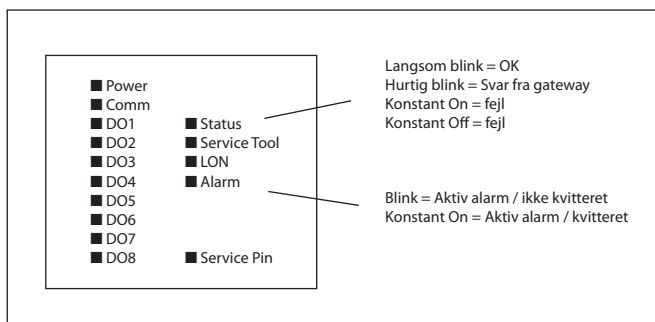 Power
Comm
DO1
DO2
DO3
DO4
DO5
DO6
DO7
DO8
Status
Service Tool
LON
Alarm
Service Pin
Langsom blink = OK
Hurtig blink = Svar fra gateway
Konstant On = fejl
Konstant Off = fejl
Blink = Aktiv alarm / ikke kvitteret
Konstant On = Aktiv alarm / kvitteret